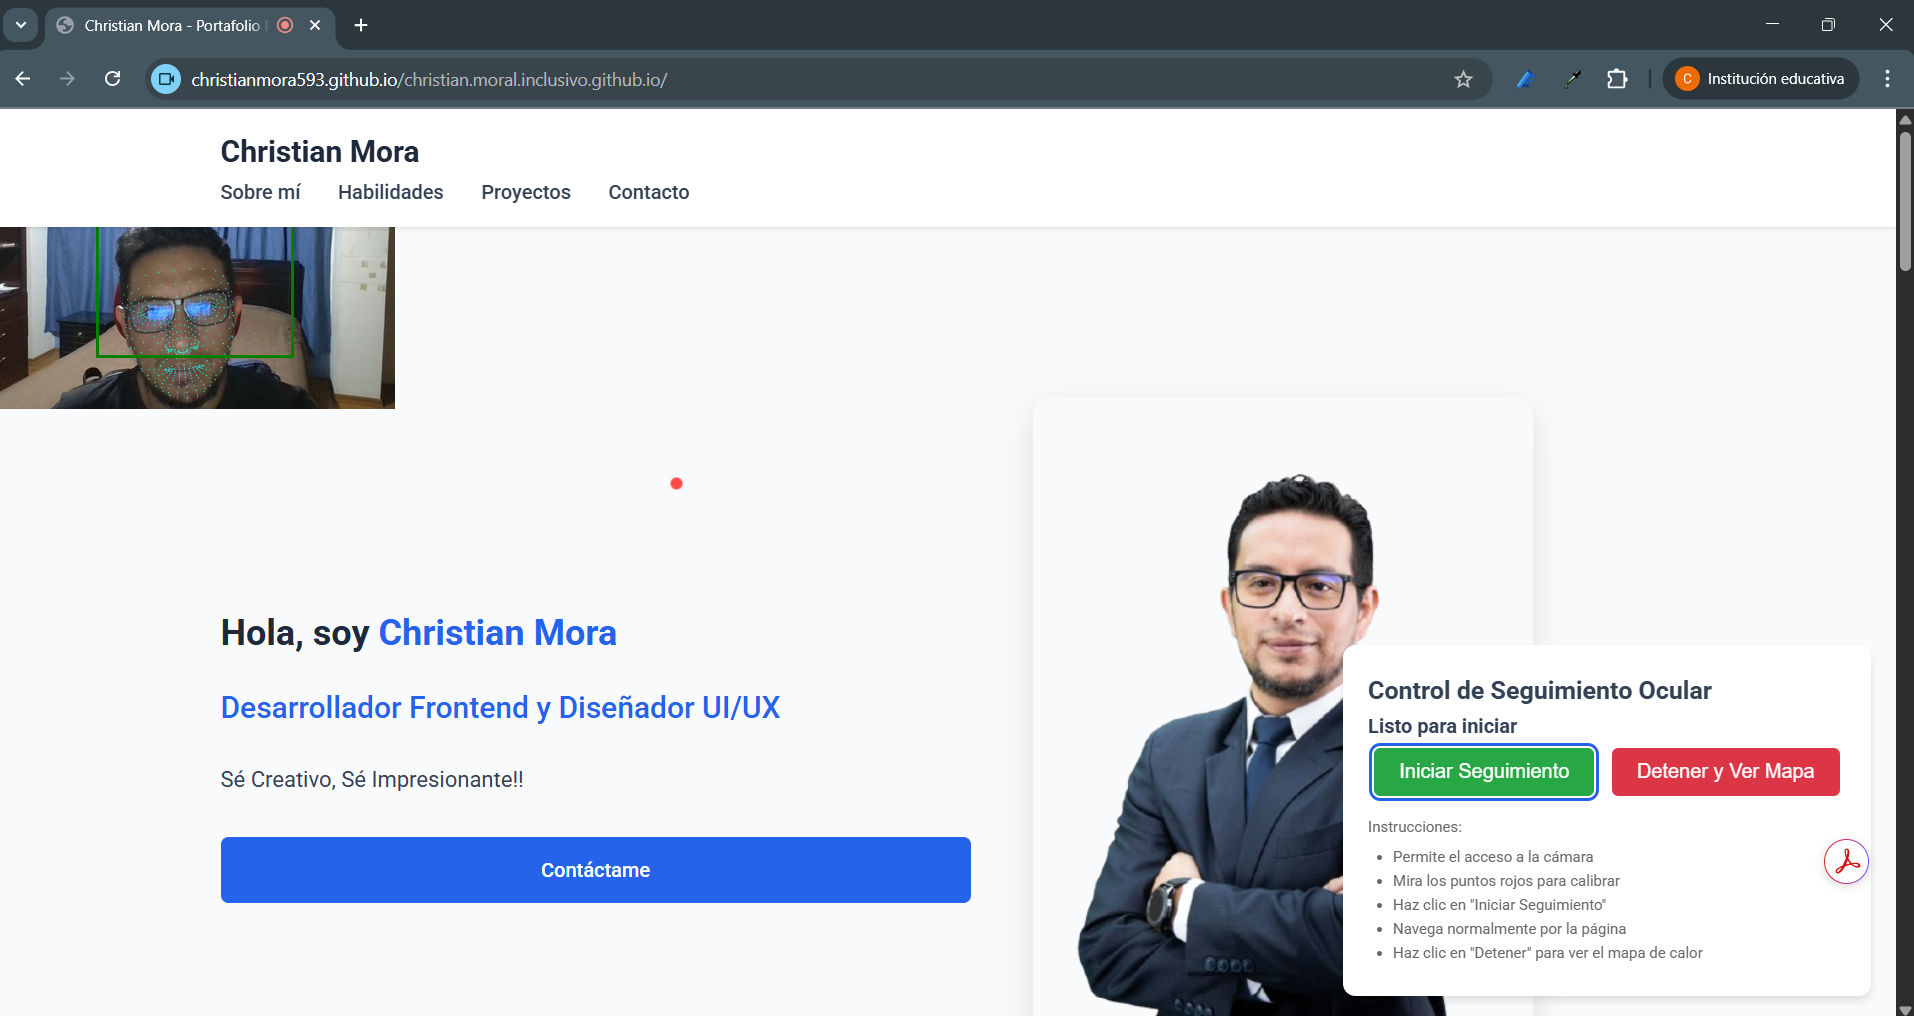 Christian Mora - Portafolio
christianmora593.github.io/christian.moral.inclusivo.github.io/
C Institución educativa
Christian Mora
Sobre mí Habilidades Proyectos Contacto
Hola, soy Christian Mora
Desarrollador Frontend y Diseñador UI/UX
Sé Creativo, Sé Impresionante!!
Contáctame
Control de Seguimiento Ocular
Listo para iniciar
Iniciar Seguimiento Detener y Ver Mapa
Instrucciones:
Permite el acceso a la cámara
Mira los puntos rojos para calibrar
Haz clic en "Iniciar Seguimiento"
Navega normalmente por la página
Haz clic en "Detener" para ver el mapa de calor